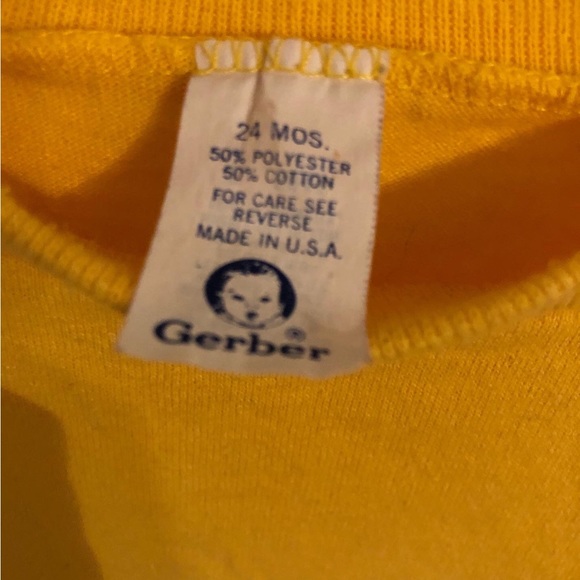 24 MOS.
50% POLYESTER
50% COTTON
FOR CARE SEE
REVERSE
MADE IN U.S.A.
Gerber®